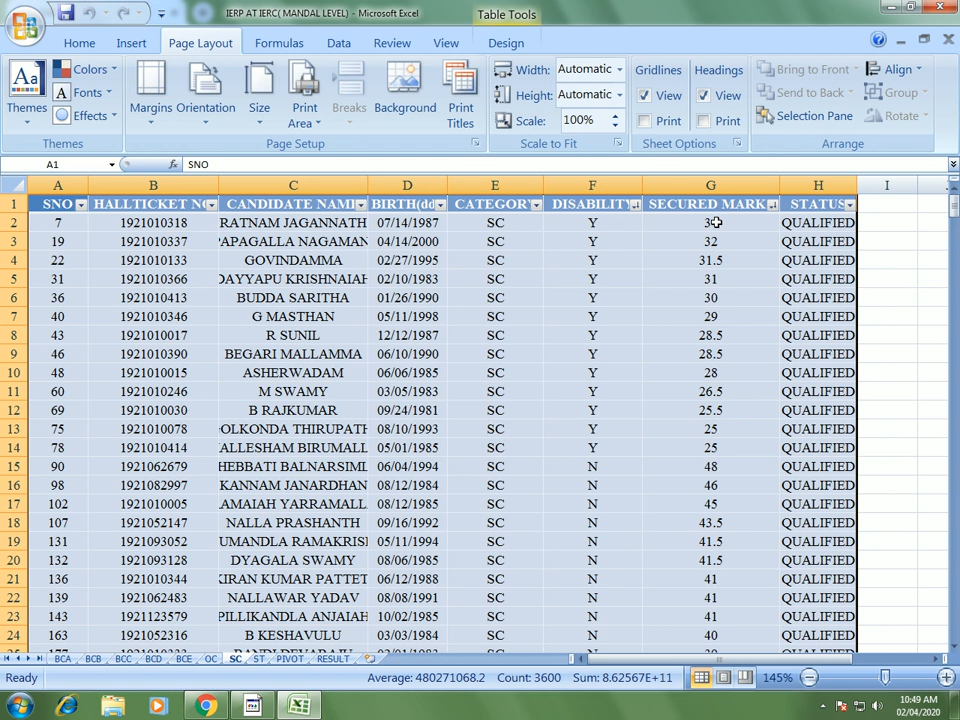 IERP AT IERC( MANDAL LEVEL) - Microsoft Excel
Table Tools
Home Insert Page Layout Formulas Data Review View Design
Themes
Colors
Fonts
Effects
Margins Orientation Size Print Area Breaks Background Print Titles
Width: Automatic
Height: Automatic
Scale: 100%
Gridlines Headings
View View
Print Print
Bring to Front
Send to Back
Selection Pane
Align
Group
Rotate
Themes Page Setup Scale to Fit Sheet Options Arrange
A1 fx SNO
A B C D E F G H I
1 SNO HALLTICKET NO CANDIDATE NAME BIRTH(dd CATEGORY DISABILITY SECURED MARK STATUS
2 7 1921010318 RATNAM JAGANNATH 07/14/1987 SC Y QUALIFIED
3 19 1921010337 PAPAGALLA NAGAMAN 04/14/2000 SC Y 32 QUALIFIED
4 22 1921010133 GOVINDAMMA 02/27/1995 SC Y 31.5 QUALIFIED
5 31 1921010366 DAYYAPU KRISHNAIAH 02/10/1983 SC Y 31 QUALIFIED
6 36 1921010413 BUDDA SARITHA 01/26/1990 SC Y 30 QUALIFIED
7 40 1921010346 G MASTHAN 05/11/1998 SC Y 29 QUALIFIED
8 43 1921010017 R SUNIL 12/12/1987 SC Y 28.5 QUALIFIED
9 46 1921010390 BEGARI MALLAMMA 06/10/1990 SC Y 28.5 QUALIFIED
10 48 1921010015 ASHERWADAM 06/06/1985 SC Y 28 QUALIFIED
11 60 1921010246 M SWAMY 03/05/1983 SC Y 26.5 QUALIFIED
12 69 1921010030 B RAJKUMAR 09/24/1981 SC Y 25.5 QUALIFIED
13 75 1921010078 OLKONDA THIRUPATH 08/10/1993 SC Y 25 QUALIFIED
14 78 1921010414 ALLESHAM BIRUMALL 05/01/1985 SC Y 25 QUALIFIED
15 90 1921062679 HEBBATI BALNARSIML 06/04/1994 SC N 48 QUALIFIED
16 98 1921082997 KANNAM JANARDHAN 08/12/1984 SC N 46 QUALIFIED
17 102 1921010005 RAMAIAH YARRAMALL 08/12/1985 SC N 45 QUALIFIED
18 107 1921052147 NALLA PRASHANTH 09/16/1992 SC N 43.5 QUALIFIED
19 131 1921093052 UMANDLA RAMAKRIS 05/11/1994 SC N 41.5 QUALIFIED
20 132 1921093128 DYAGALA SWAMY 08/06/1985 SC N 41.5 QUALIFIED
21 136 1921010344 KIRAN KUMAR PATTET 06/12/1988 SC N 41 QUALIFIED
22 139 1921062483 NALLAWAR YADAV 08/08/1991 SC N 41 QUALIFIED
23 143 1921123579 PILLIKANDLA ANJAIAH 10/02/1985 SC N 41 QUALIFIED
24 163 1921052316 B KESHAVULU 03/03/1984 SC N 40 QUALIFIED
BCA BCB BCC BCD BCE OC SC ST PIVOT RESULT
Ready Average: 480271068.2 Count: 3600 Sum: 8.62567E+11 145%
10:49 AM
02/04/2020